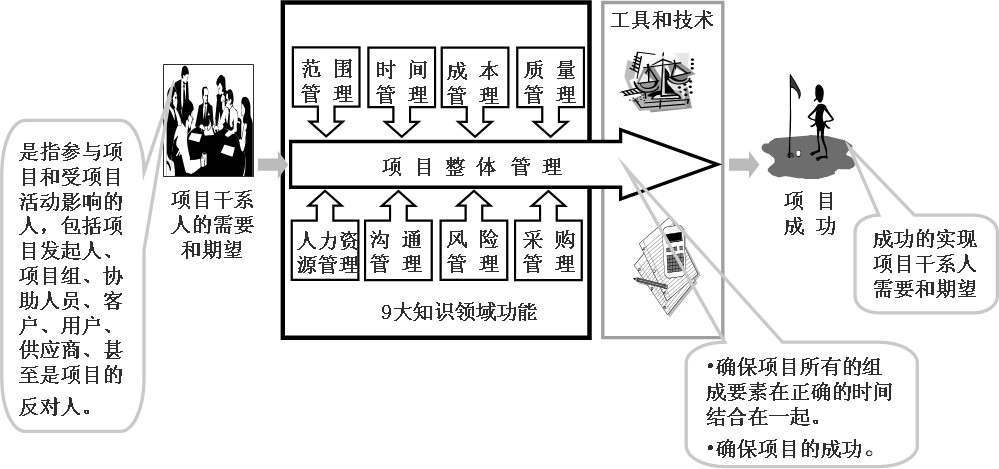 是指参与项
目和受项目
活动影响的
人，包括项
目发起人、
项目组、协
助人员、客
户、用户、
供应商、甚
至是项目的
反对人。
项目干系
人的需要
和期望
范围
管理
时间
管理
成本
管理
质量
管理
项目整体管理
人力资
源管理
沟通
管理
风险
管理
采购
管理
9大知识领域功能
工具和技术
项目
成功
成功的实现
项目干系人
需要和期望
•确保项目所有的组
成要素在正确的时间
结合在一起。
•确保项目的成功。